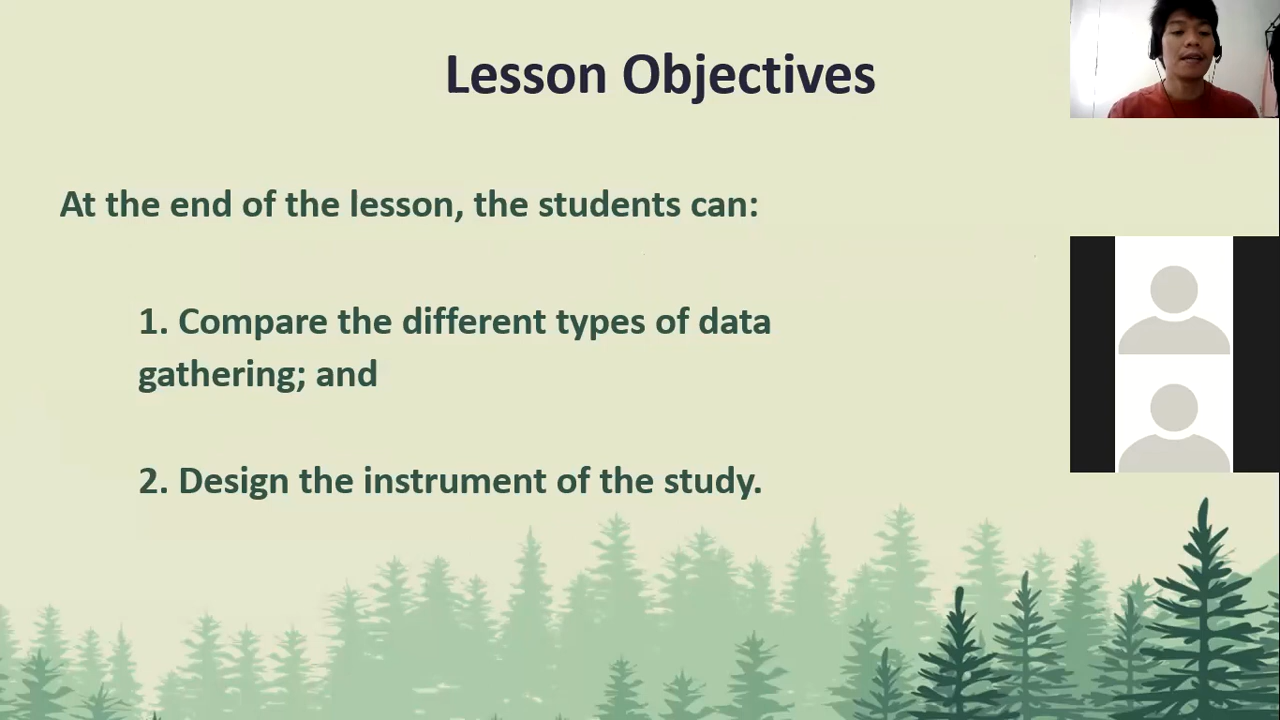 Lesson Objectives
At the end of the lesson, the students can:
1. Compare the different types of data
gathering; and
2. Design the instrument of the study.